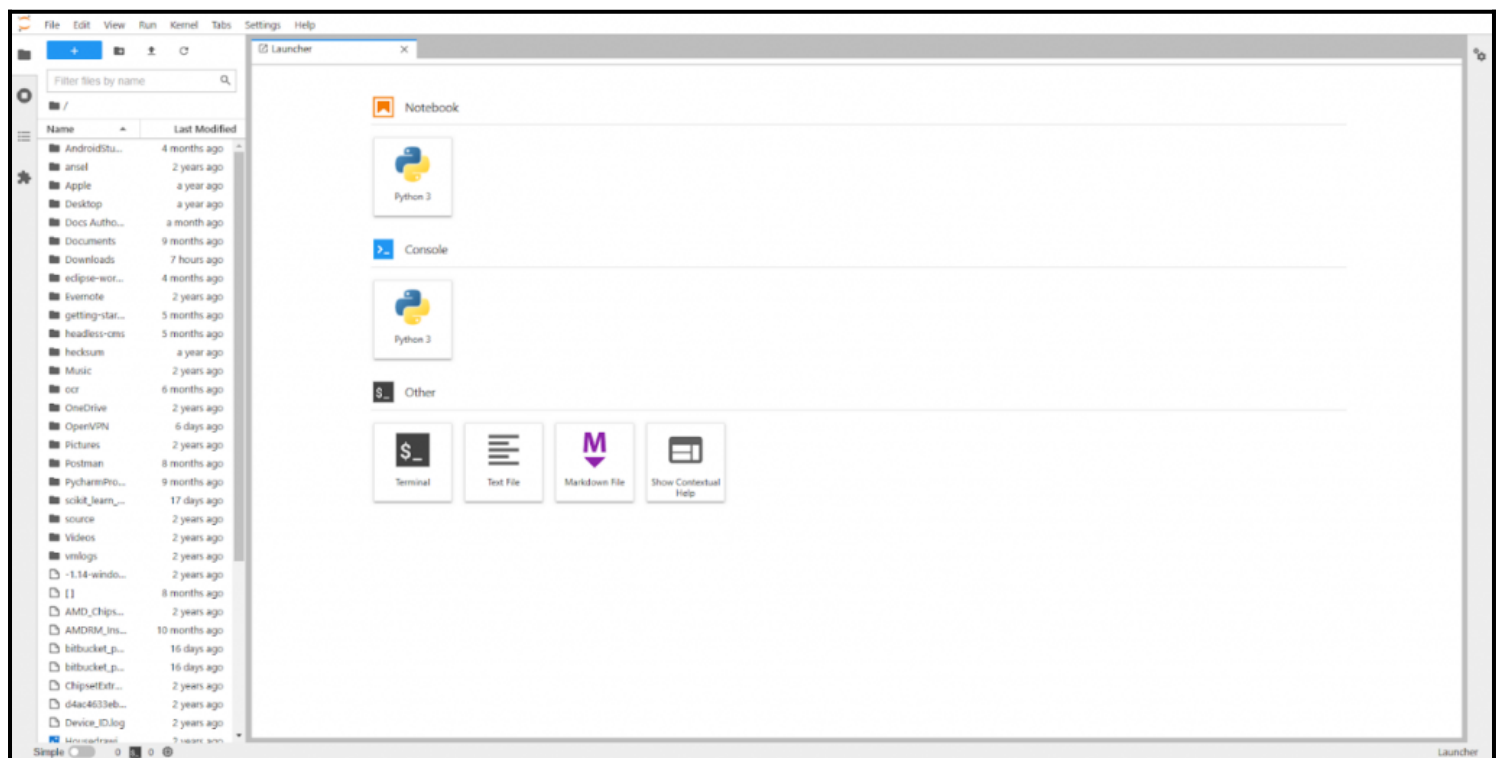 File Edit View Run Kernel Tabs Settings Help
+
Launcher
Filter files by name
/
Name Last Modified
AndroidStu... 4 months ago
ansel 2 years ago
Apple a year ago
Desktop a year ago
Docs Autho... a month ago
Documents 9 months ago
Downloads 7 hours ago
eclipse-wor... 4 months ago
Evernote 2 years ago
getting-star... 5 months ago
headless-cms 5 months ago
hecksum a year ago
Music 2 years ago
ocr 6 months ago
OneDrive 2 years ago
OpenVPN 6 days ago
Pictures 2 years ago
Postman 8 months ago
PycharmPro... 9 months ago
scikit_learn_... 17 days ago
source 2 years ago
Videos 2 years ago
vmlogs 2 years ago
-1.14-windo... 2 years ago
[] 8 months ago
AMD_Chips... 2 years ago
AMDRM_Ins... 10 months ago
bitbucket_p... 16 days ago
bitbucket_p... 16 days ago
ChipsetExtr... 2 years ago
d4ac4633eb... 2 years ago
Device_ID.log 2 years ago
Housedrawi... 2 years ago
Notebook
Python 3
Console
Python 3
$_ Other
$_
Terminal
Text File
M
Markdown File
Show Contextual
Help
Simple 0 0
Launcher